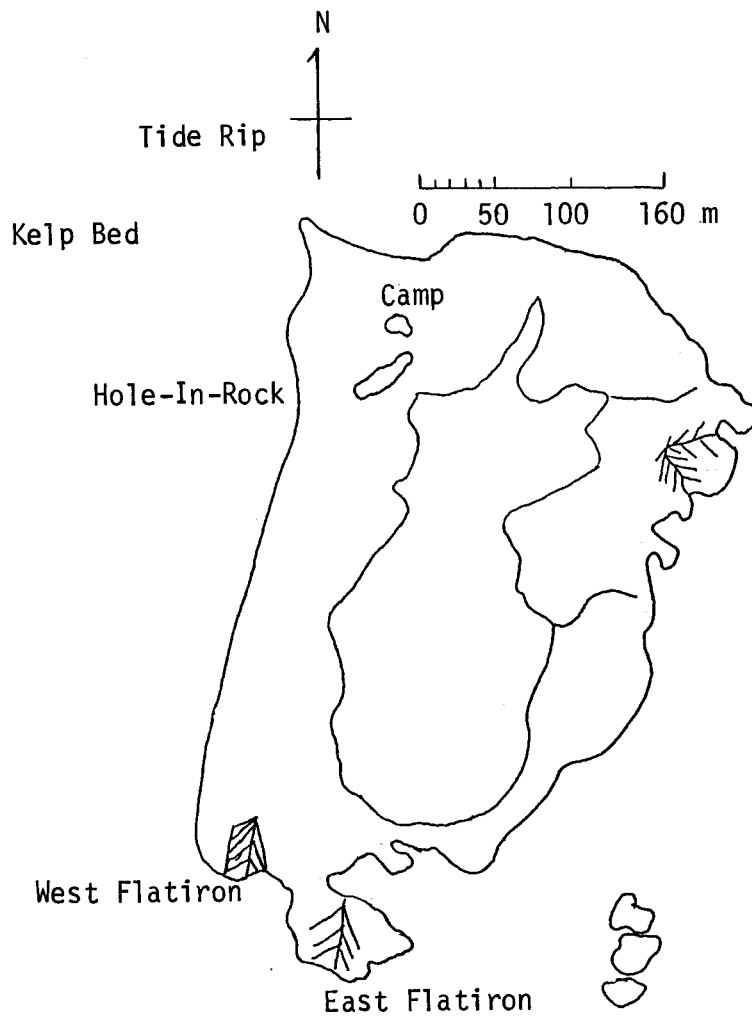 N
Tide Rip
0 50 100 160 m
Kelp Bed
Camp
Hole-In-Rock
West Flatiron
East Flatiron